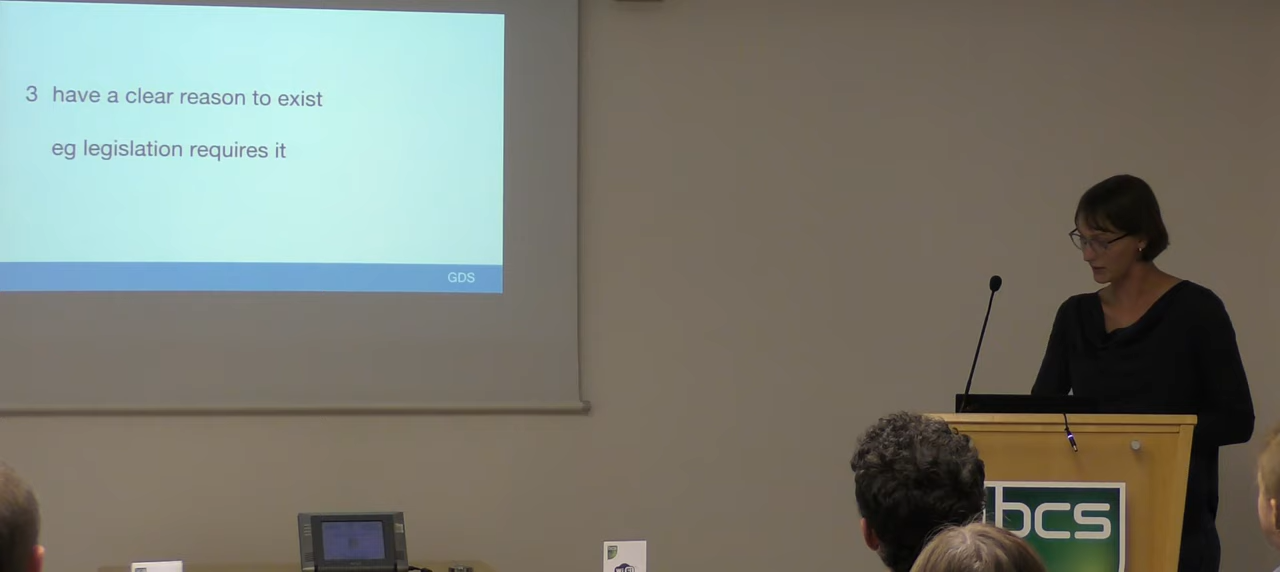 3 have a clear reason to exist
eg legislation requires it
GDS
bcs